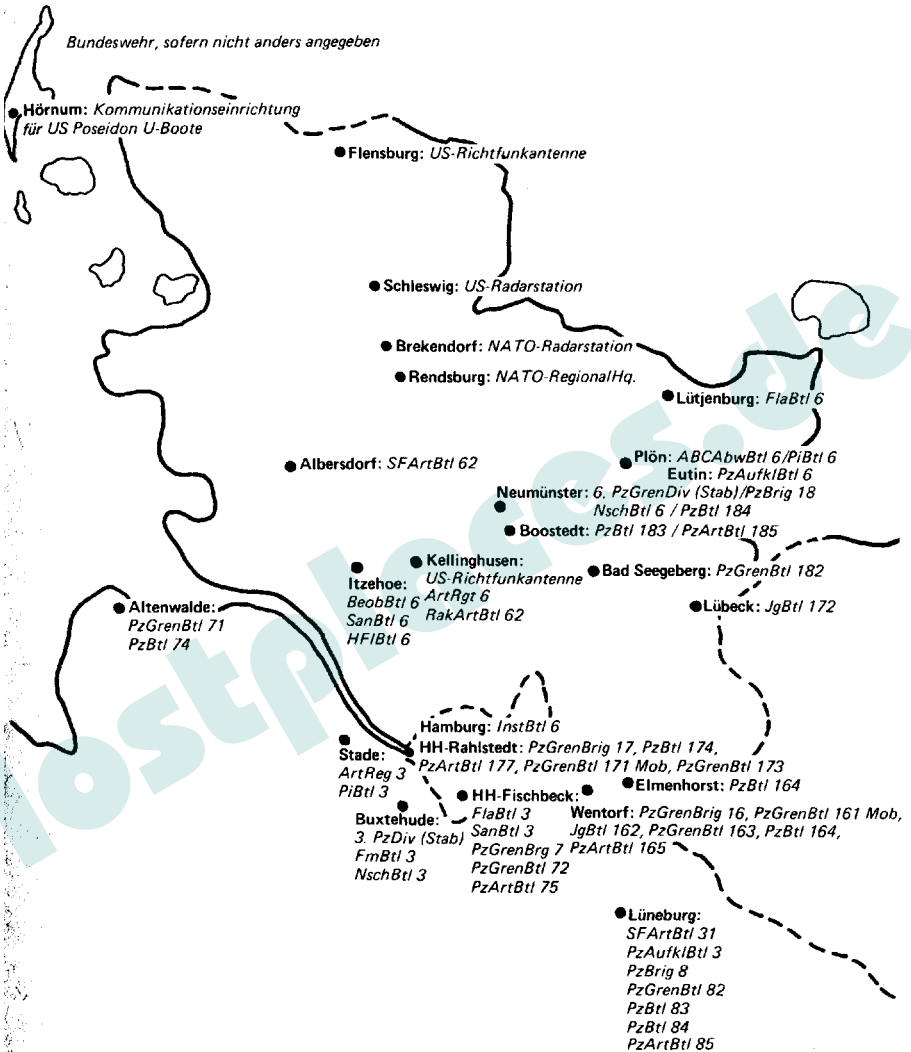 Bundeswehr, sofern nicht anders angegeben
Hörnum: Kommunikationseinrichtung
für US Poseidon U-Boote
Flensburg: US-Richtfunkantenne
Schleswig: US-Radarstation
Brekendorf: NATO-Radarstation
Rendsburg: NATO-RegionalHq.
Lütjenburg: FlaBtl 6
Albersdorf: SFArtBtl 62
Plön: ABCAbwBtl 6/PiBtl 6
Eutin: PzAufklBtl 6
Neumünster: 6. PzGrenDiv (Stab)/PzBrig 18
NschBtl 6 / PzBtl 184
Boostedt: PzBtl 183 / PzArtBtl 185
Kellinghusen:
US-Richtfunkantenne
ArtRgt 6
RakArtBtl 62
Itzehoe:
BeobBtl 6
SanBtl 6
HFlBtl 6
Bad Seegeberg: PzGrenBtl 182
Lübeck: JgBtl 172
Altenwalde:
PzGrenBtl 71
PzBtl 74
Hamburg: InstBtl 6
HH-Rahlstedt: PzGrenBrig 17, PzBtl 174,
PzArtBtl 177, PzGrenBtl 171 Mob, PzGrenBtl 173
Stade:
ArtReg 3
PiBtl 3
Elmenhorst: PzBtl 164
Buxtehude:
3. PzDiv (Stab)
FmBtl 3
NschBtl 3
HH-Fischbeck:
FlaBtl 3
SanBtl 3
PzGrenBrg 7
PzGrenBtl 72
PzArtBtl 75
Wentorf: PzGrenBrig 16, PzGrenBtl 161 Mob,
JgBtl 162, PzGrenBtl 163, PzBtl 164,
PzArtBtl 165
Lüneburg:
SFArtBtl 31
PzAufklBtl 3
PzBrig 8
PzGrenBtl 82
PzBtl 83
PzBtl 84
PzArtBtl 85
lostplaces.de